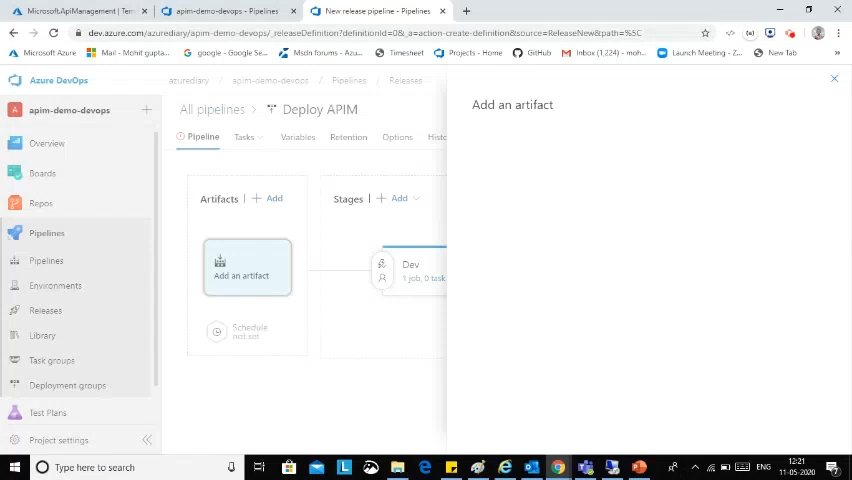 Microsoft.ApiManagement/ Tem
apim-demo-devops - Pipelines
New release pipeline - Pipelines
dev.azure.com/azurediary/apim-demo-devops/_releaseDefinition?definitionId=0&_a=action-create-definition&source=ReleaseNew&path=%5C
Microsoft Azure
Mail - Mohit gupta...
google - Google Se...
Msdn forums - Azu...
Timesheet
Projects - Home
GitHub
Inbox (1,224) - moh...
Launch Meeting - Z...
New Tab
Azure DevOps
azurediary / apim-demo-devops / Pipelines / Releases
Add an artifact
A apim-demo-devops
All pipelines > Deploy APIM
Pipeline Tasks Variables Retention Options Histo
Overview
Boards
Repos
Pipelines
Pipelines
Environments
Releases
Library
Task groups
Deployment groups
Test Plans
Project settings
Artifacts | + Add
Stages | + Add
Add an artifact
Dev
1 job, 0 task
Schedule
not set
Type here to search
ENG
12:21
11-05-2020